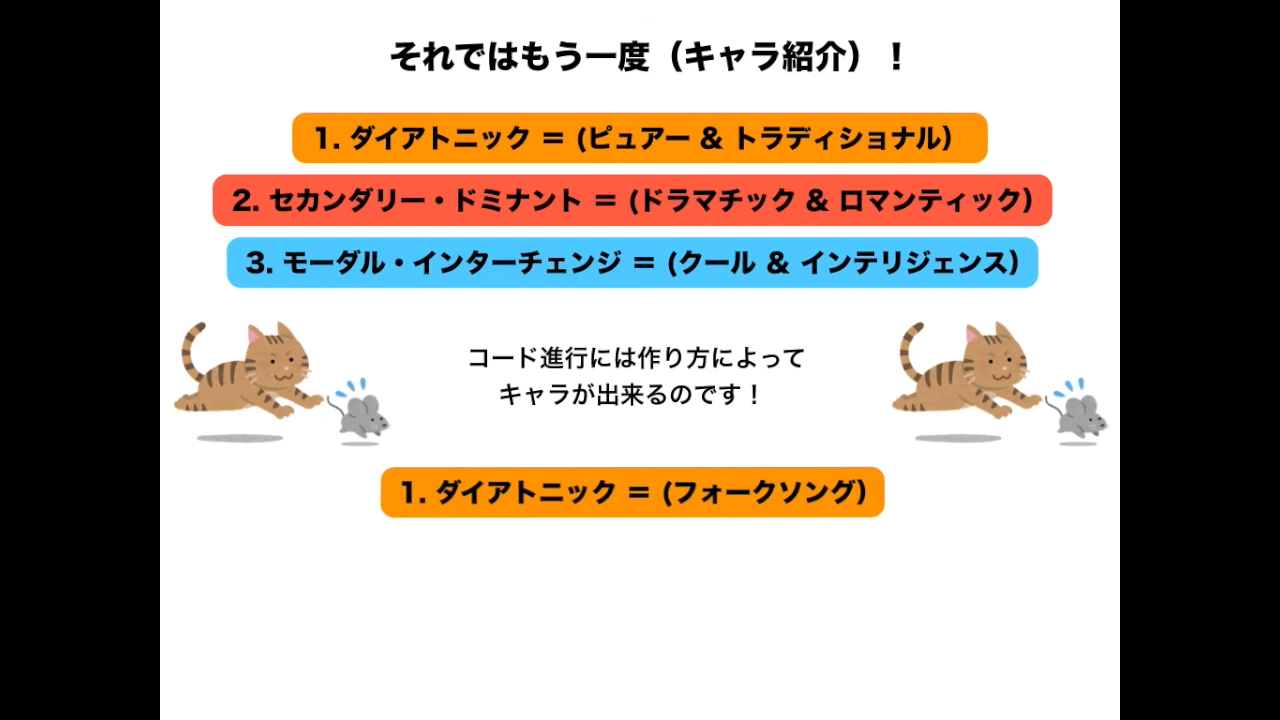 それではもう一度（キャラ紹介）！
1. ダイアトニック ＝ (ピュアー & トラディショナル）
2. セカンダリー・ドミナント ＝ (ドラマチック & ロマンティック）
3. モーダル・インターチェンジ ＝ (クール & インテリジェンス）
コード進行には作り方によって
キャラが出来るのです！
1. ダイアトニック ＝ (フォークソング）